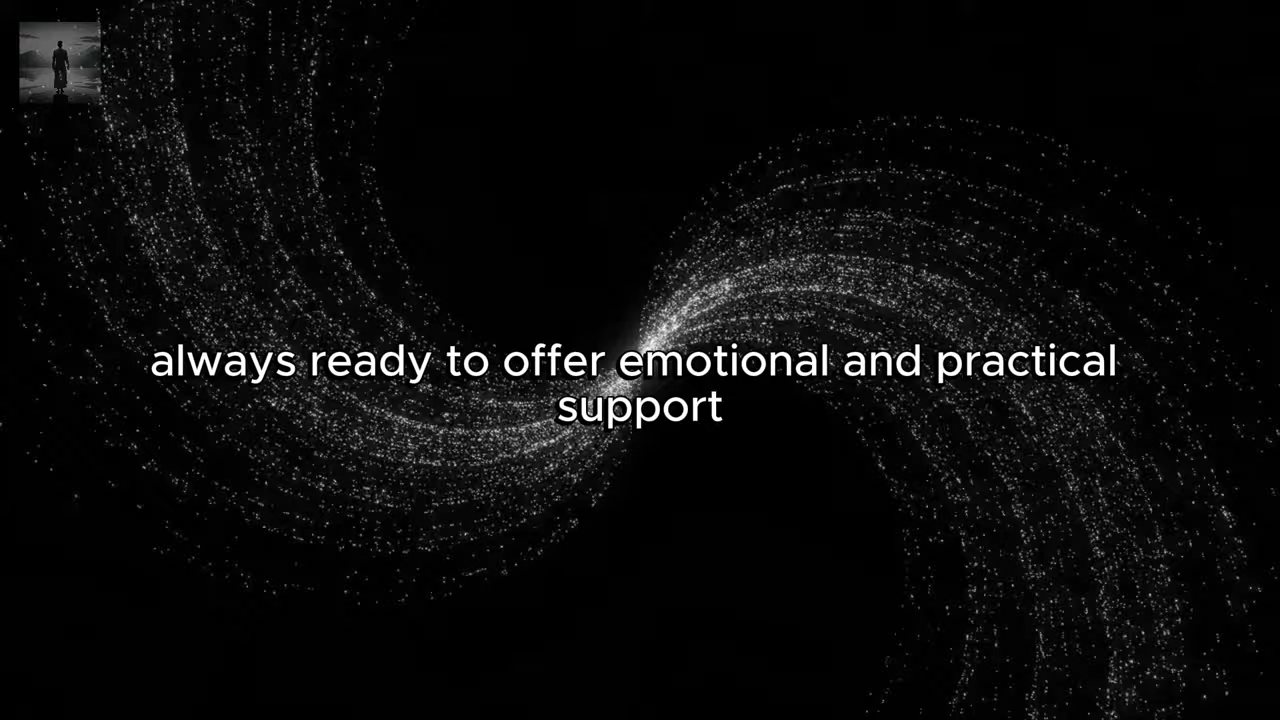 always ready to offer emotional and practical
support